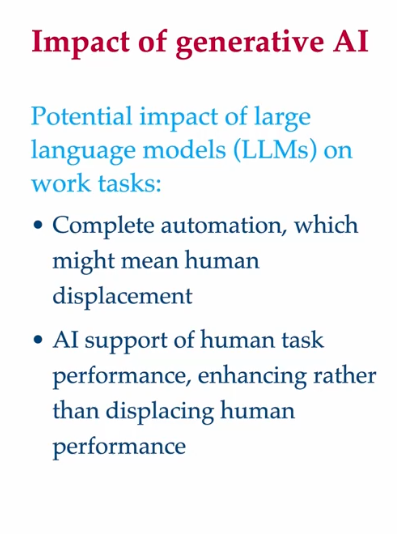 Impact of generative AI
Potential impact of large
language models (LLMs) on
work tasks:
• Complete automation, which
might mean human
displacement
• AI support of human task
performance, enhancing rather
than displacing human
performance